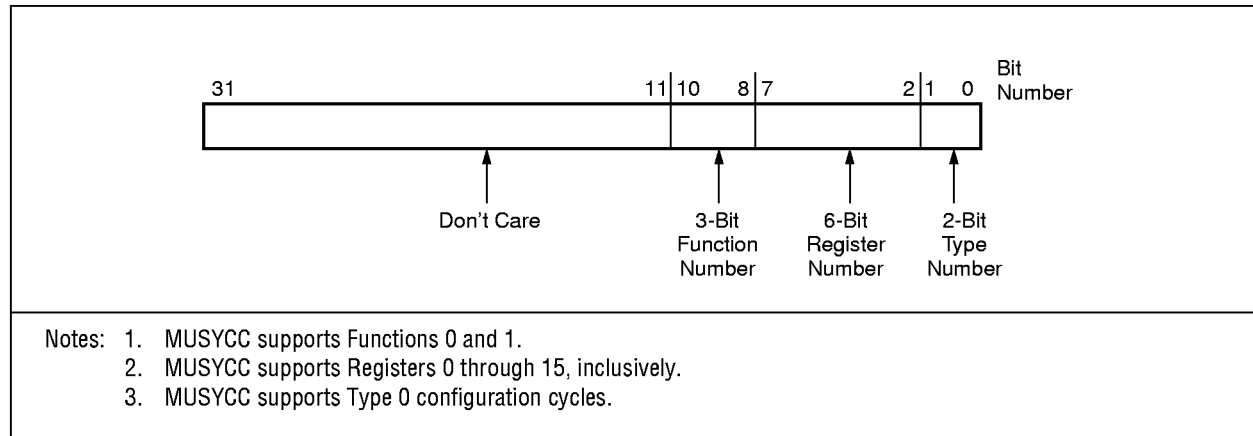 31 11 10 8 7 2 1 0 Bit
Number
Don't Care 3-Bit 6-Bit 2-Bit
Function Register Type
Number Number Number
Notes: 1. MUSYCC supports Functions 0 and 1.
2. MUSYCC supports Registers 0 through 15, inclusively.
3. MUSYCC supports Type 0 configuration cycles.